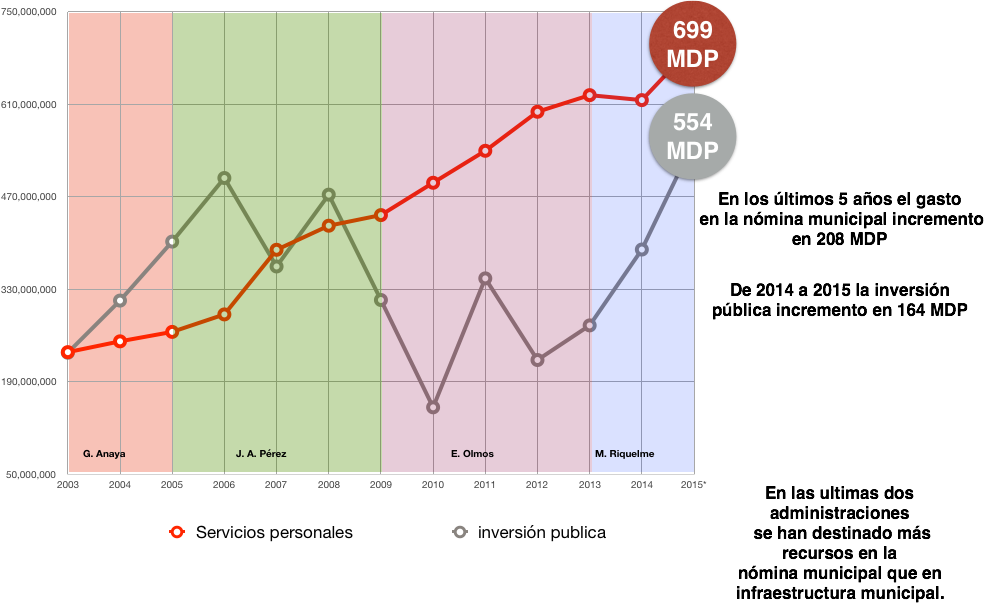 750,000,000
699
MDP
610,000,000
554
MDP
470,000,000
En los últimos 5 años el gasto
en la nómina municipal incremento
en 208 MDP
330,000,000
De 2014 a 2015 la inversión
pública incremento en 164 MDP
190,000,000
G. Anaya J. A. Pérez E. Olmos M. Riquelme
50,000,000
2003 2004 2005 2006 2007 2008 2009 2010 2011 2012 2013 2014 2015*
Servicios personales inversión publica
En las ultimas dos
administraciones
se han destinado más
recursos en la
nómina municipal que en
infraestructura municipal.